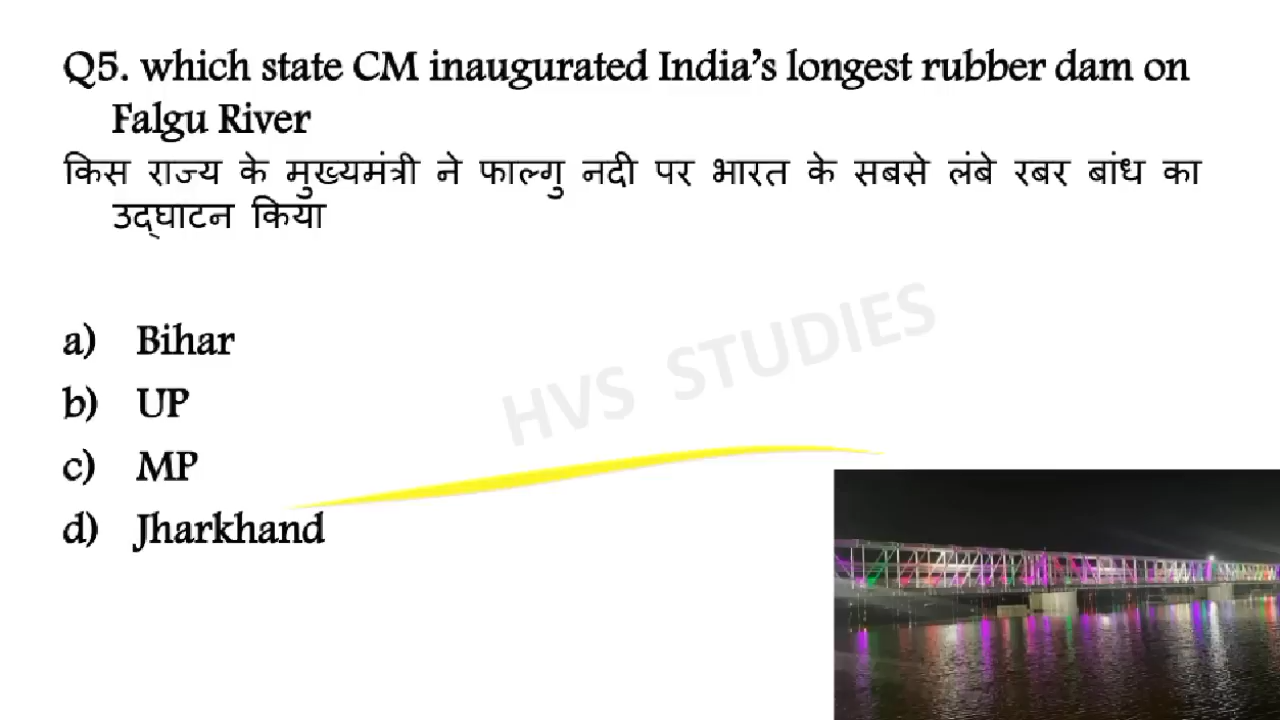 Q5. which state CM inaugurated India’s longest rubber dam on
Falgu River
किस राज्य के मुख्यमंत्री ने फाल्गु नदी पर भारत के सबसे लंबे रबर बांध का
उद्घाटन किया
a) Bihar
b) UP
c) MP
d) Jharkhand
HVS STUDIES